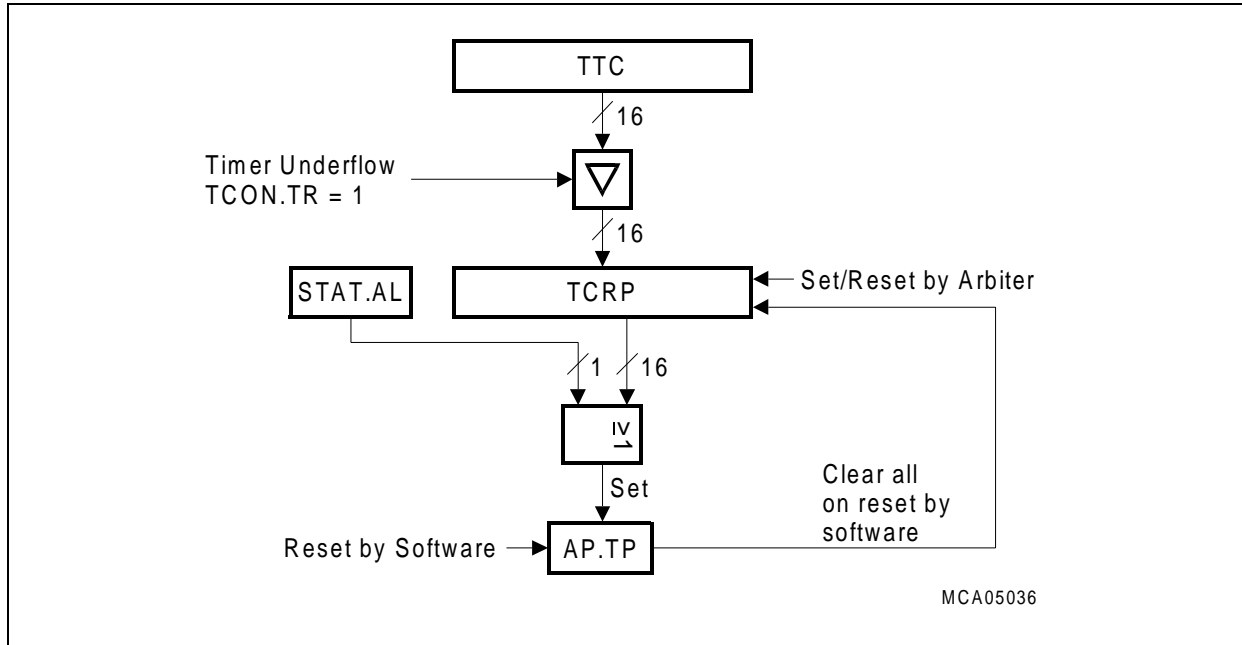 TTC
16
Timer Underflow
TCON.TR = 1
16
STAT.AL
TCRP
Set/Reset by Arbiter
1
16
≥1
Set
Clear all
on reset by
software
Reset by Software
AP.TP
MCA05036